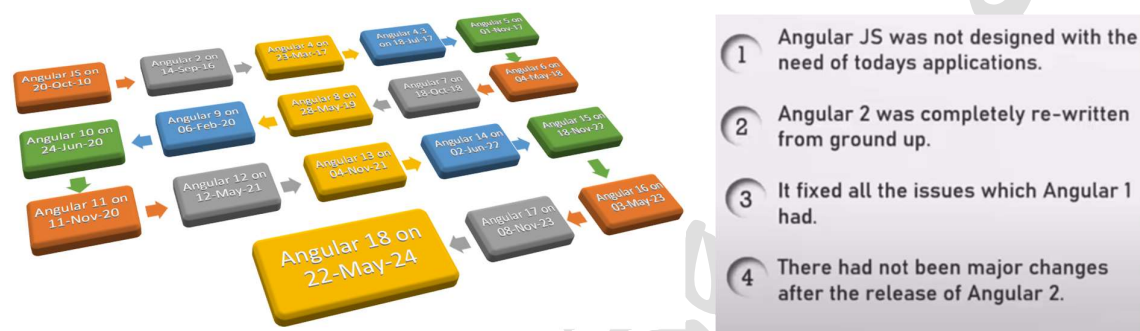 Angular JS on
20-Oct-10
Angular 2 on
14-Sep-16
Angular 4 on
23-Mar-17
Angular 4.3
on 18-Jul-17
Angular 5 on
01-Nov-17
Angular 6 on
04-May-18
Angular 7 on
18-Oct-18
Angular 8 on
28-May-19
Angular 9 on
06-Feb-20
Angular 10 on
24-Jun-20
Angular 11 on
11-Nov-20
Angular 12 on
12-May-21
Angular 13 on
04-Nov-21
Angular 14 on
02-Jun-22
Angular 15 on
18-Nov-22
Angular 16 on
03-May-23
Angular 17 on
08-Nov-23
Angular 18 on
22-May-24
1
Angular JS was not designed with the
need of todays applications.
2
Angular 2 was completely re-written
from ground up.
3
It fixed all the issues which Angular 1
had.
4
There had not been major changes
after the release of Angular 2.